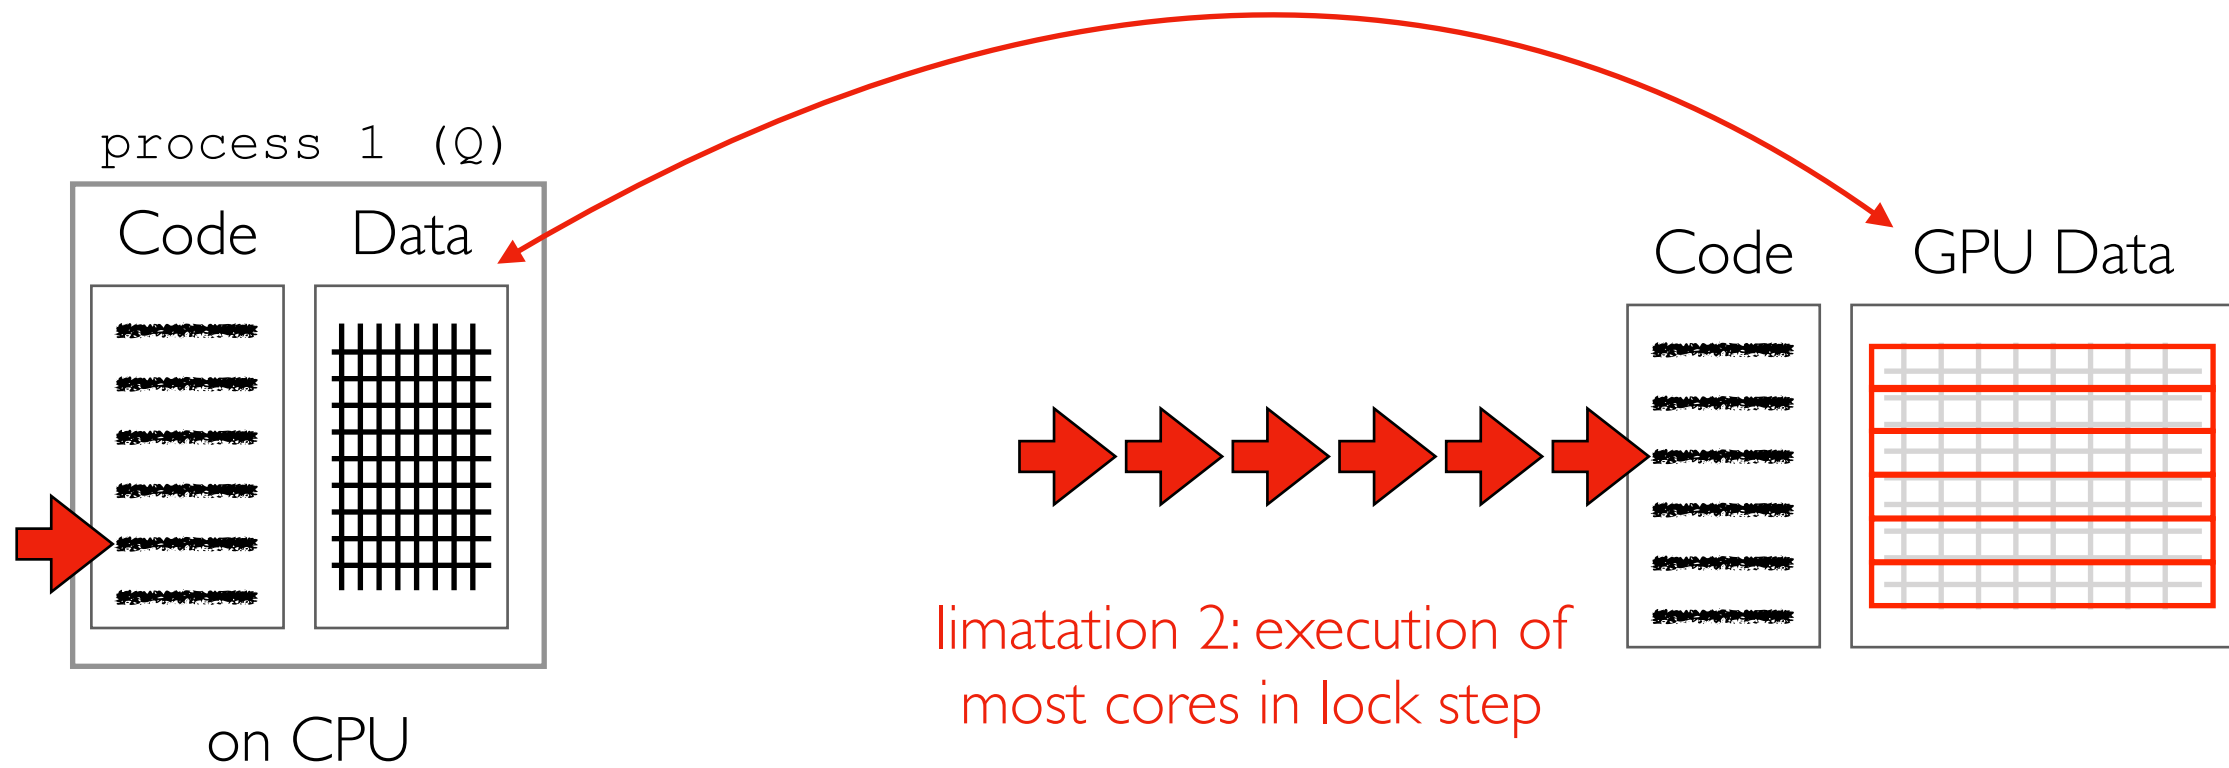 process 1 (Q)
Code
Data
on CPU
limatation 2: execution of
most cores in lock step
Code
GPU Data